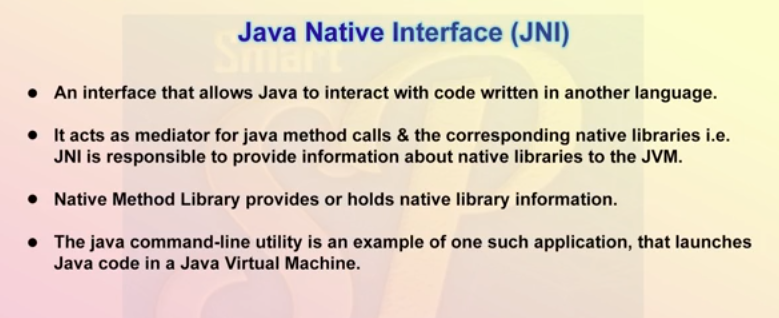 Java Native Interface (JNI)
Smart
SP
● An interface that allows Java to interact with code written in another language.
● It acts as mediator for java method calls & the corresponding native libraries i.e.
JNI is responsible to provide information about native libraries to the JVM.
● Native Method Library provides or holds native library information.
● The java command-line utility is an example of one such application, that launches
Java code in a Java Virtual Machine.